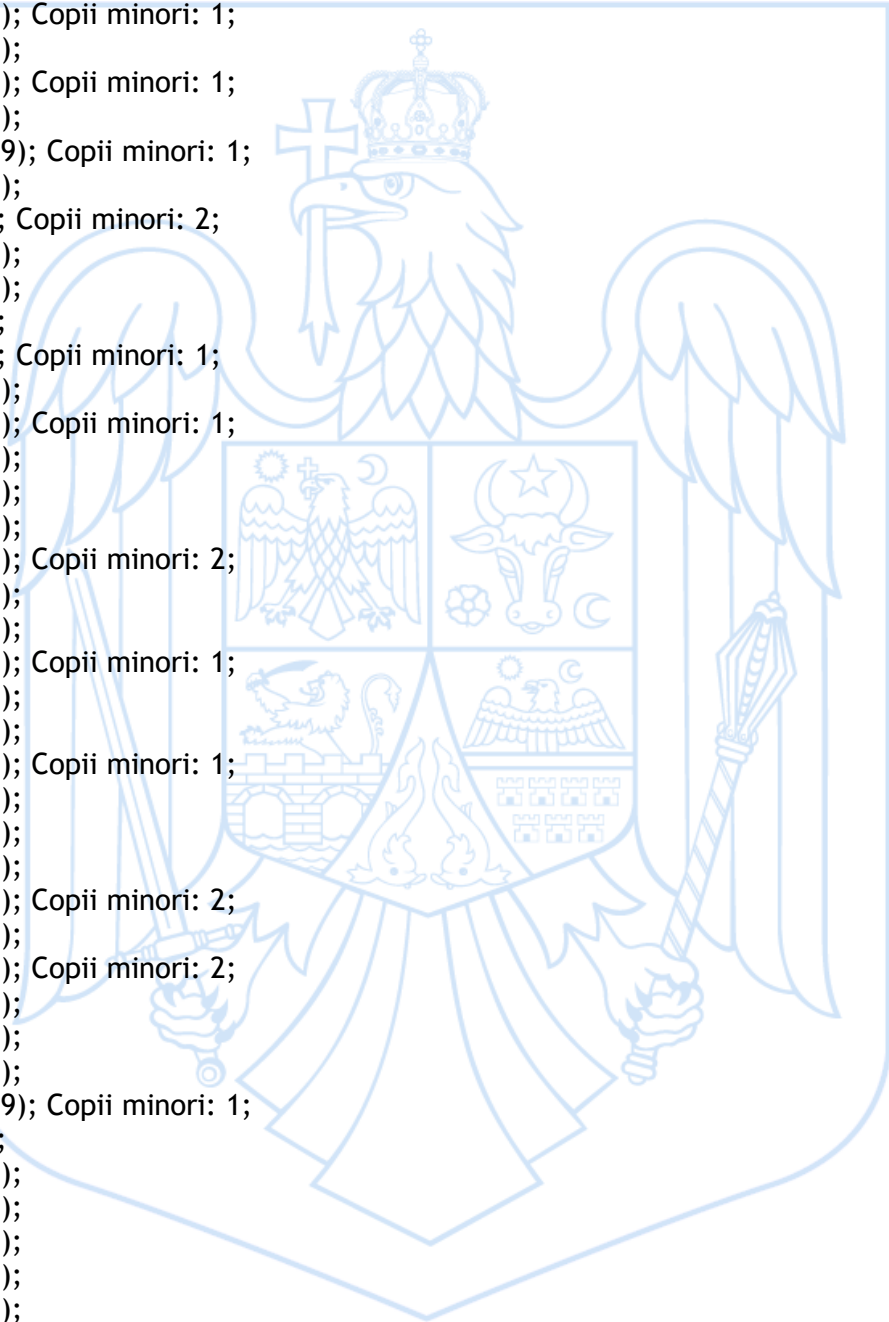 ); Copii minori: 1;
);
); Copii minori: 1;
);
9); Copii minori: 1;
);
; Copii minori: 2;
);
);
;
; Copii minori: 1;
);
); Copii minori: 1;
);
);
);
); Copii minori: 2;
);
);
); Copii minori: 1;
);
);
); Copii minori: 1;
);
);
);
); Copii minori: 2;
);
); Copii minori: 2;
);
);
);
9); Copii minori: 1;
;
);
);
);
);
);